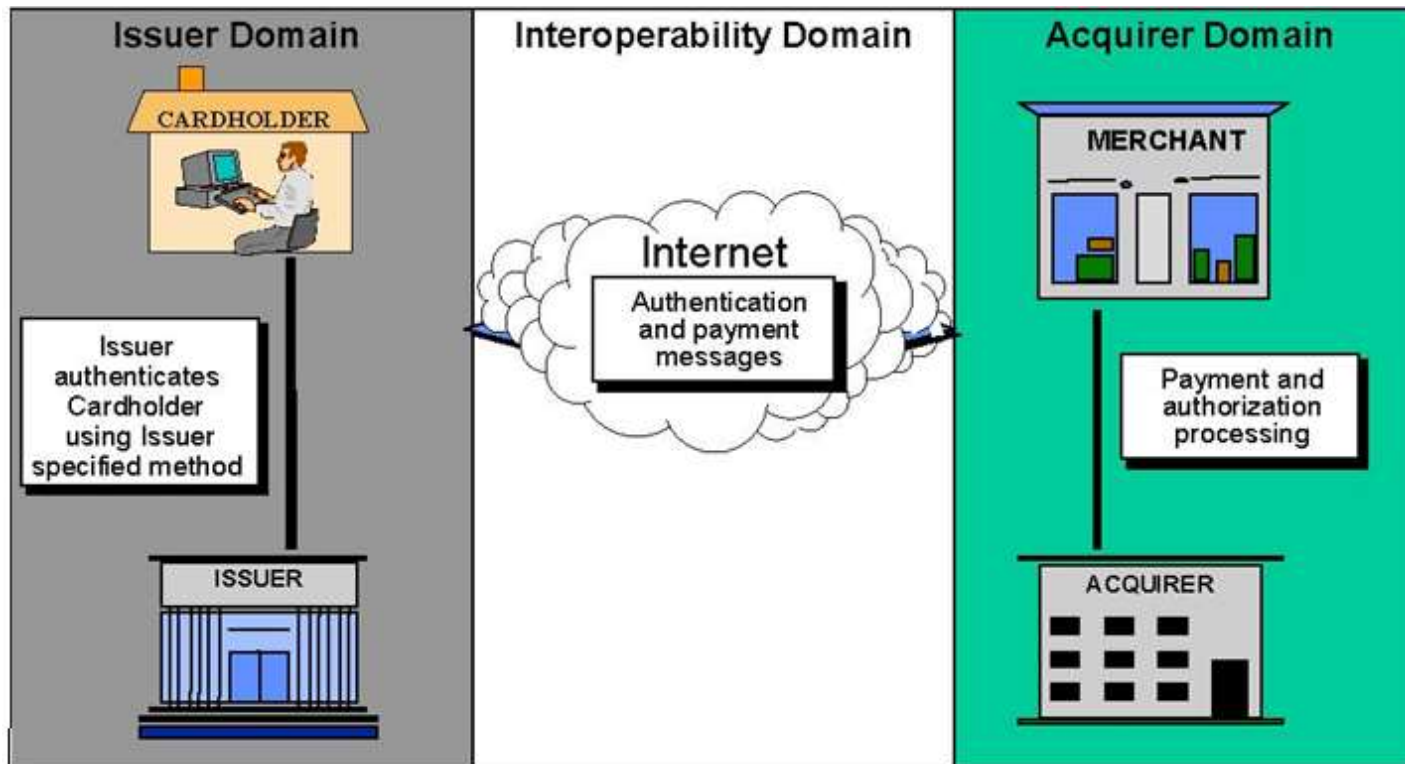 Issuer Domain
Interoperability Domain
Acquirer Domain
CARDHOLDER
MERCHANT
Internet
Authentication
and payment
messages
Issuer
authenticates
Cardholder
using Issuer
specified method
Payment and
authorization
processing
ISSUER
ACQUIRER